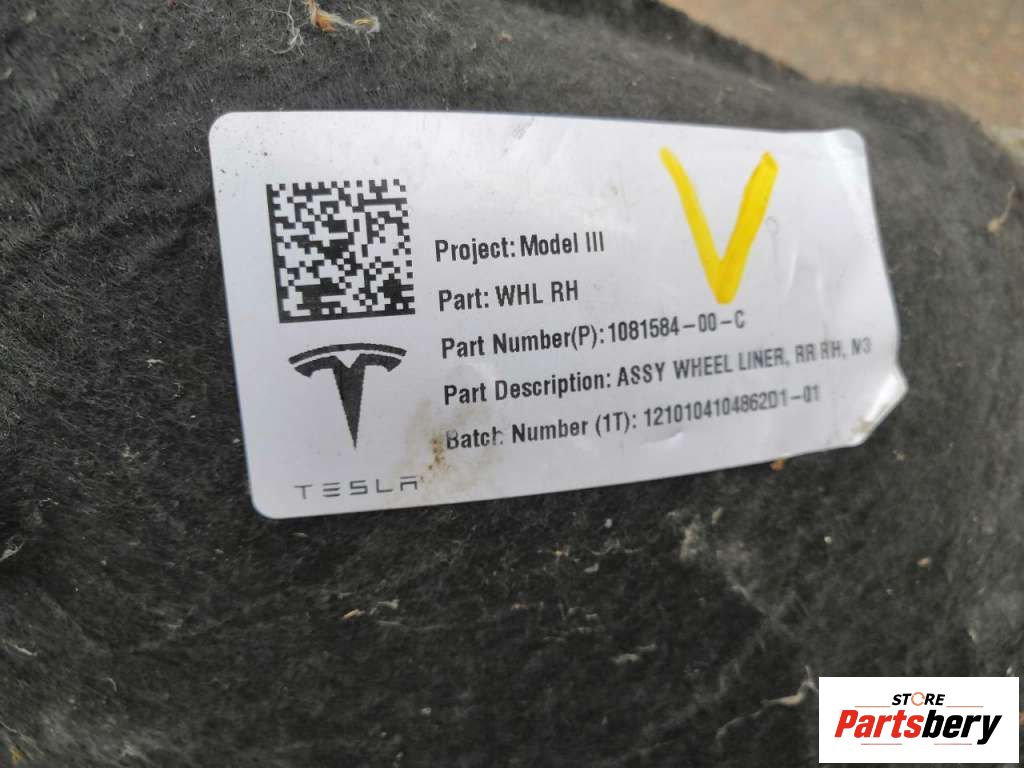 Project: Model III
Part: WHL RH
Part Number(P): 1081584-00-C
Part Description: ASSY WHEEL LINER, RR RH, M3
Batch Number (1T): 1210104104862D1-01
TESLA
V
STORE
Partsbery